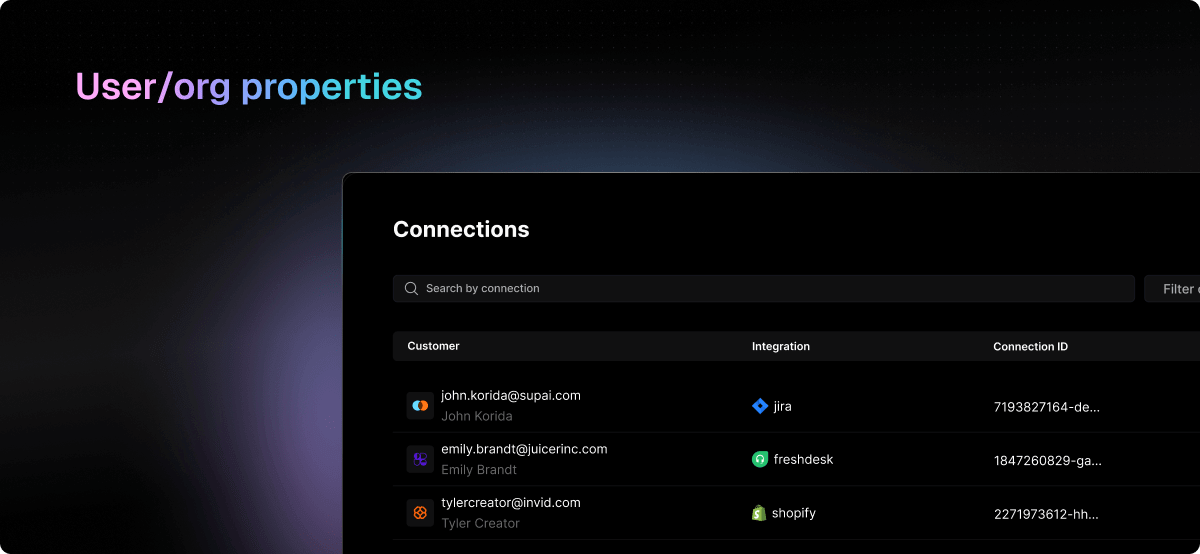 User/org properties
Connections
Search by connection
Filter
Customer Integration Connection ID
john.korida@supai.com
John Korida
jira
7193827164-de...
emily.brandt@juicerinc.com
Emily Brandt
freshdesk
1847260829-ga...
tylercreator@invid.com
Tyler Creator
shopify
2271973612-hh...